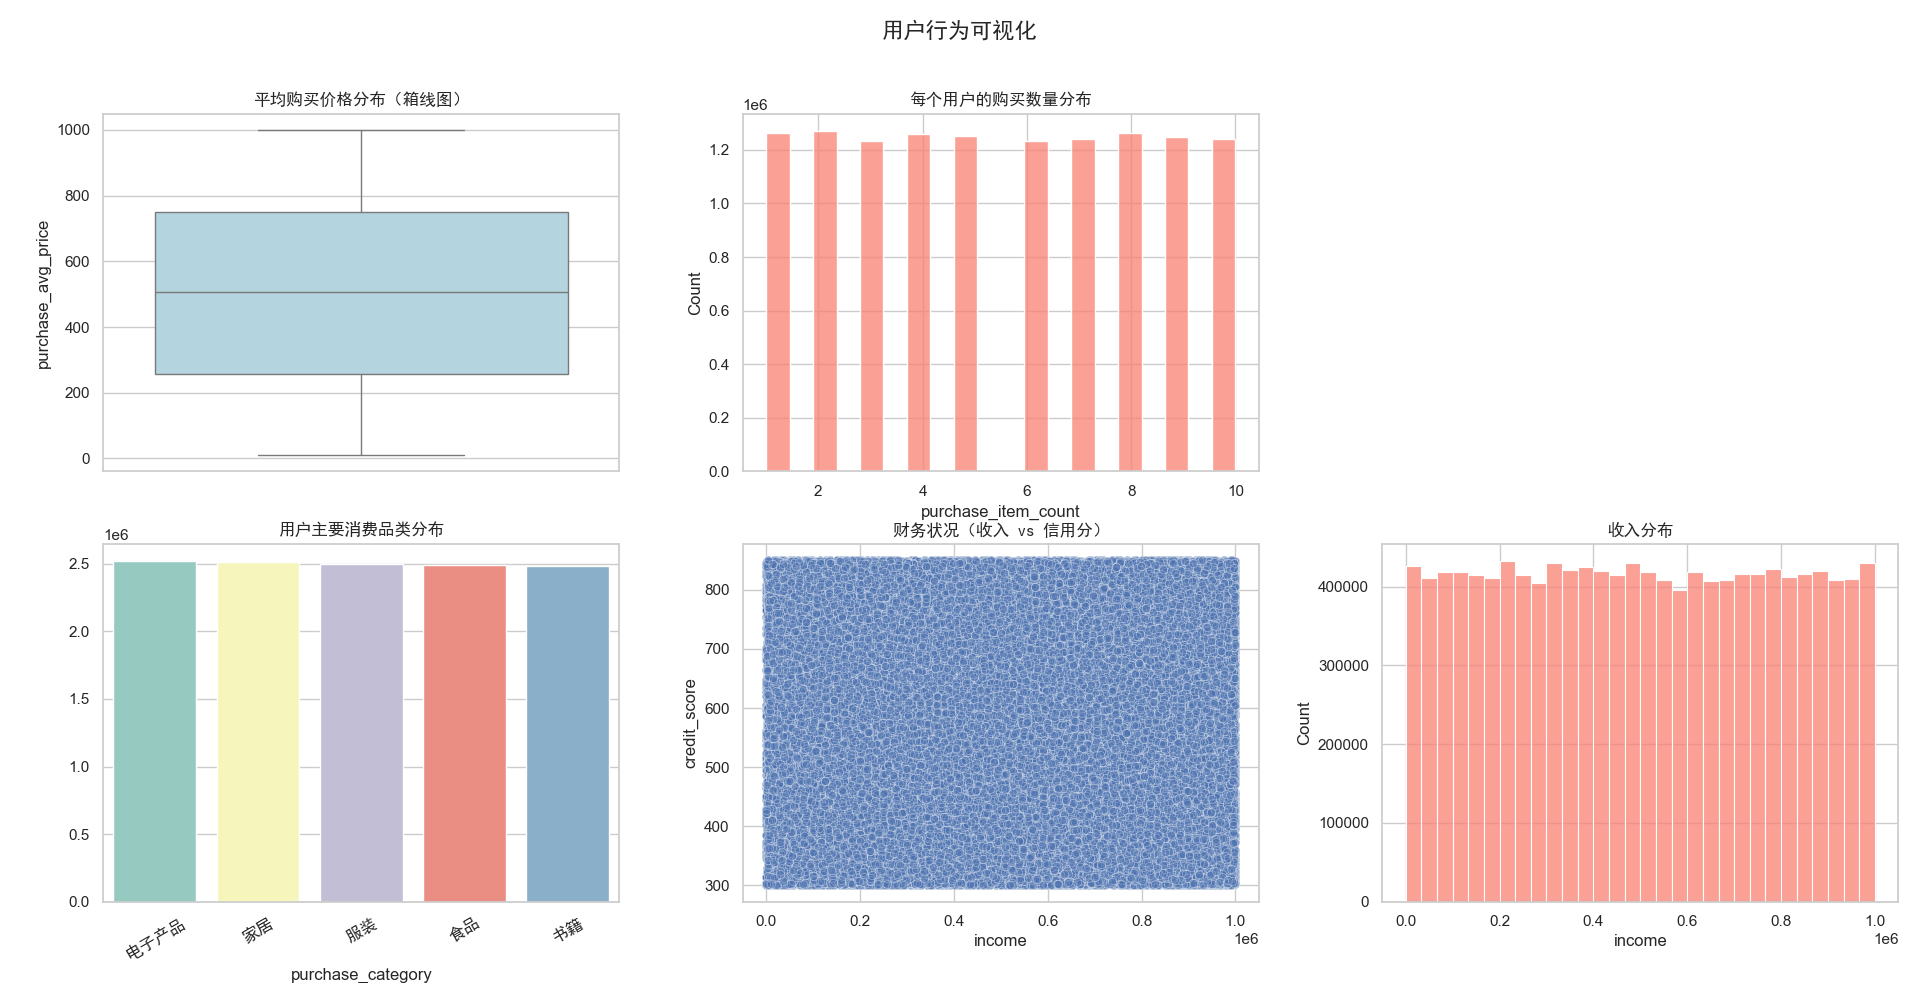 用户行为可视化
平均购买价格分布（箱线图）
purchase_avg_price
1000
800
600
400
200
0
每个用户的购买数量分布
1e6
Count
1.2
1.0
0.8
0.6
0.4
0.2
0.0
2 4 6 8 10
purchase_item_count
用户主要消费品类分布
1e6
2.5
2.0
1.5
1.0
0.5
0.0
电子产品 家居 服装 食品 书籍
purchase_category
财务状况（收入 vs 信用分）
credit_score
800
700
600
500
400
300
0.0 0.2 0.4 0.6 0.8 1.0
1e6
income
收入分布
Count
400000
300000
200000
100000
0
0.0 0.2 0.4 0.6 0.8 1.0
1e6
income